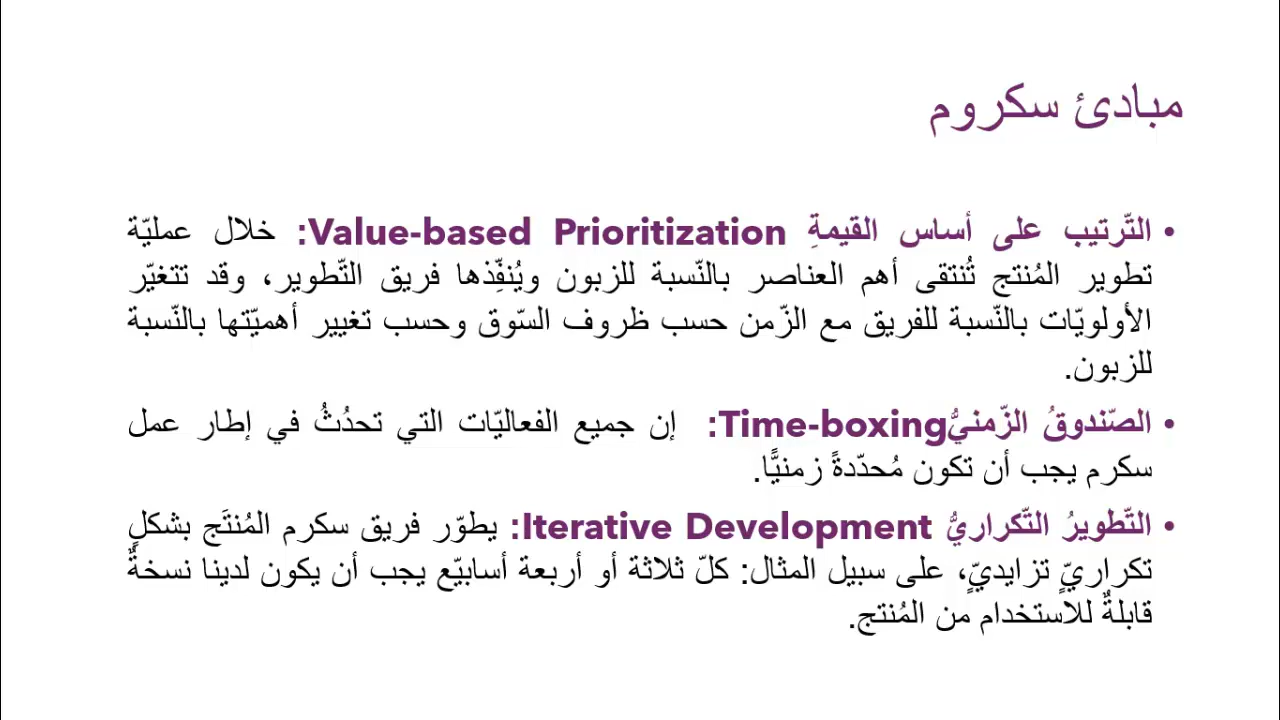 مبادئ سكروم
• التّرتيب على أساس القيمةِ Value-based Prioritization: خلال عمليّة
تطوير المُنتج تُنتقى أهم العناصر بالنّسبة للزبون ويُنفِّذها فريق التّطوير، وقد تتغيّر
الأولويّات بالنّسبة للفريق مع الزّمن حسب ظروف السّوق وحسب تغيير أهميّتها بالنّسبة
للزبون.
• الصّندوقُ الزّمنيُّTime-boxing: إن جميع الفعاليّات التي تحدُثُ في إطار عمل
سكرم يجب أن تكون مُحدّدةً زمنيًّا.
• التّطويرُ التّكراريُّ Iterative Development: يطوّر فريق سكرم المُنتَج بشكلٍ
تكراريّ تزايديٍّ، على سبيل المثال: كلّ ثلاثة أو أربعة أسابيّع يجب أن يكون لدينا نسخةٌ
قابلةٌ للاستخدام من المُنتج.